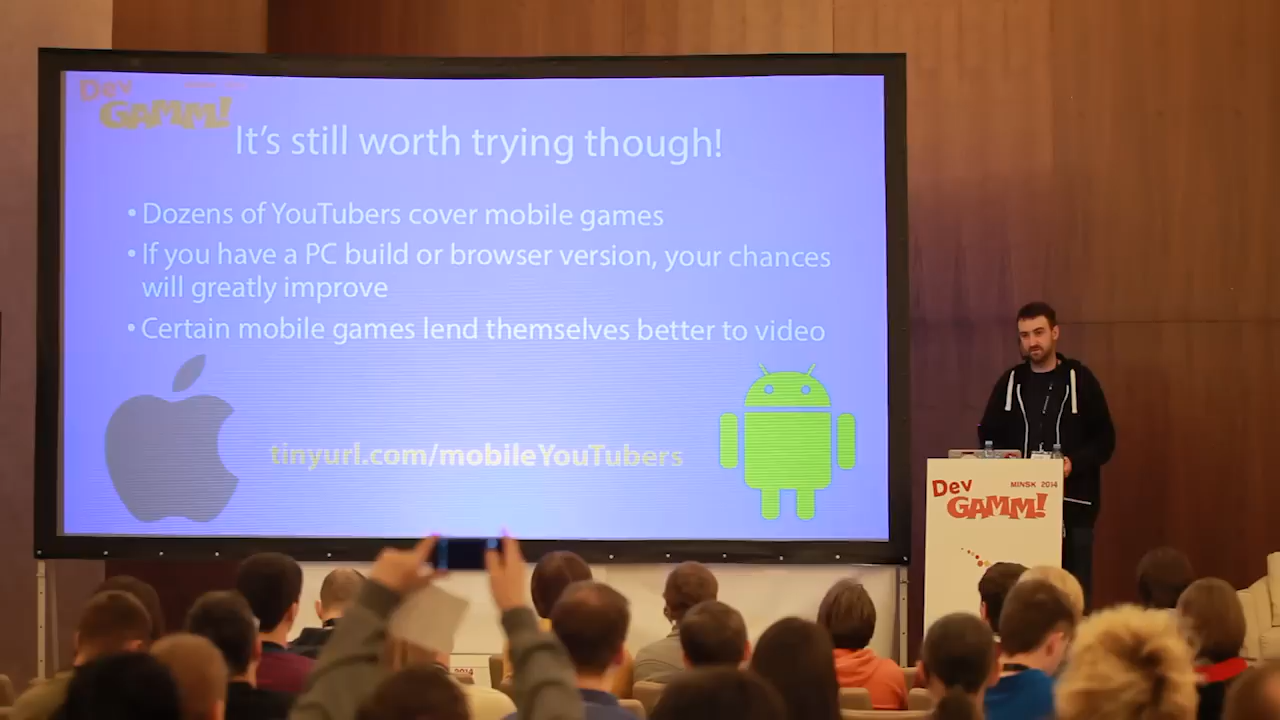 Dev
GAMM!
It's still worth trying though!
• Dozens of YouTubers cover mobile games
• If you have a PC build or browser version, your chances
will greatly improve
• Certain mobile games lend themselves better to video
tinyurl.com/mobileYouTubers
Dev
MINSK 2014
GAMM!
2014